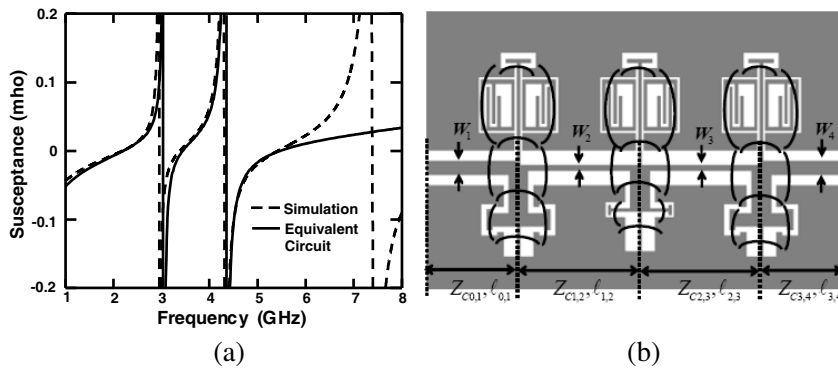 (a)
0.2
0.1
0
-0.1
-0.2
Susceptance (mho)
Simulation
Equivalent
Circuit
1 2 3 4 5 6 7 8
Frequency (GHz)
(a)
(b)
W1
W2
W3
W4
ZC0,1, ℓ0,1
ZC1,2, ℓ1,2
ZC2,3, ℓ2,3
ZC3,4, ℓ3,4
(b)